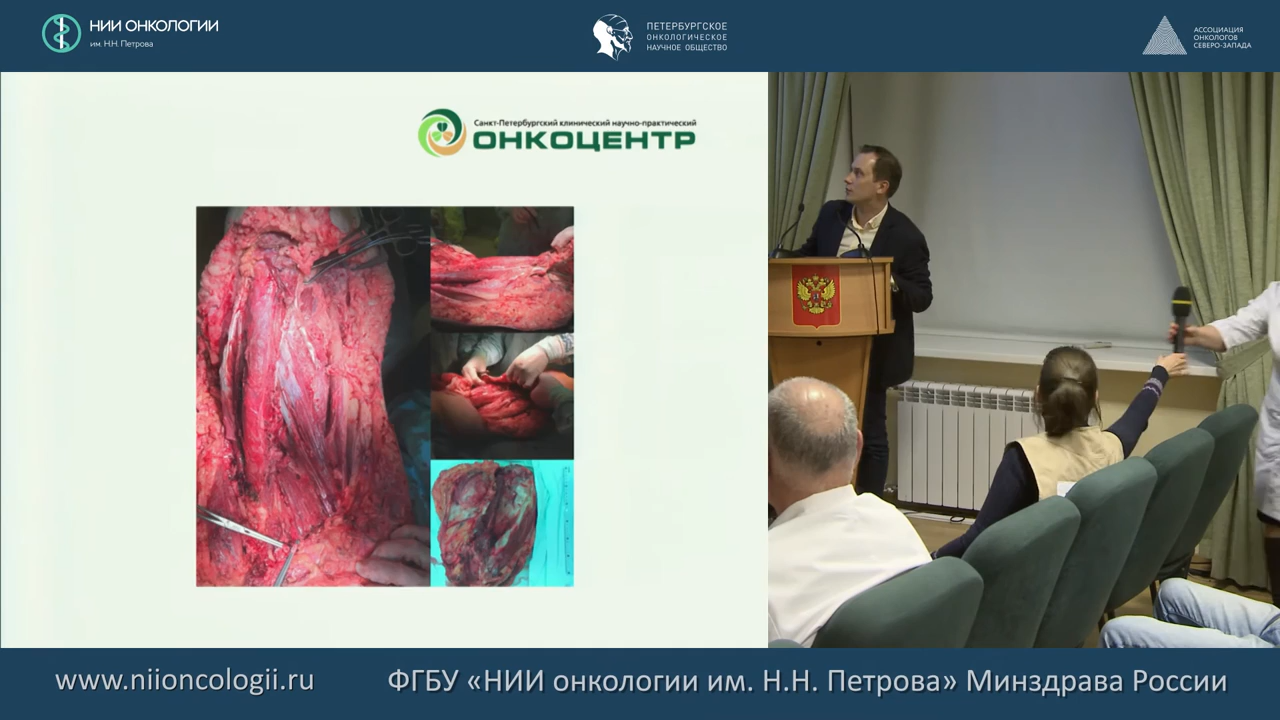 НИИ ОНКОЛОГИИ
им. Н.Н. Петрова
ПЕТЕРБУРГСКОЕ
ОНКОЛОГИЧЕСКОЕ
НАУЧНОЕ ОБЩЕСТВО
АССОЦИАЦИЯ
ОНКОЛОГОВ
СЕВЕРО-ЗАПАДА
Санкт-Петербургский клинический научно-практический
ОНКОЦЕНТР
www.niioncologii.ru
ФГБУ «НИИ онкологии им. Н.Н. Петрова» Минздрава России